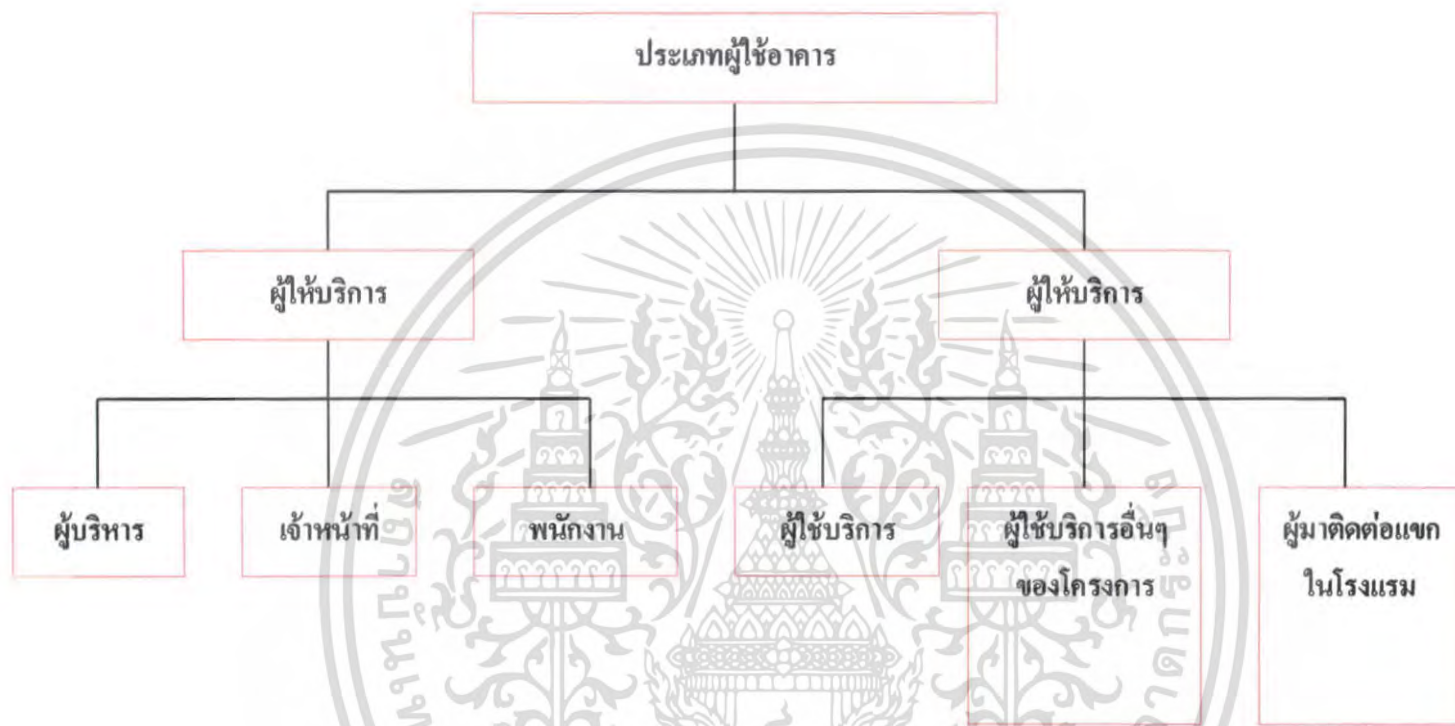 ประเภทผู้ใช้อาคาร
ผู้ให้บริการ
ผู้ให้บริการ
ผู้บริหาร
เจ้าหน้าที่
พนักงาน
ผู้ใช้บริการ
ผู้ใช้บริการอื่นๆ
ของโครงการ
ผู้มาติดต่อแขก
ในโรงแรม